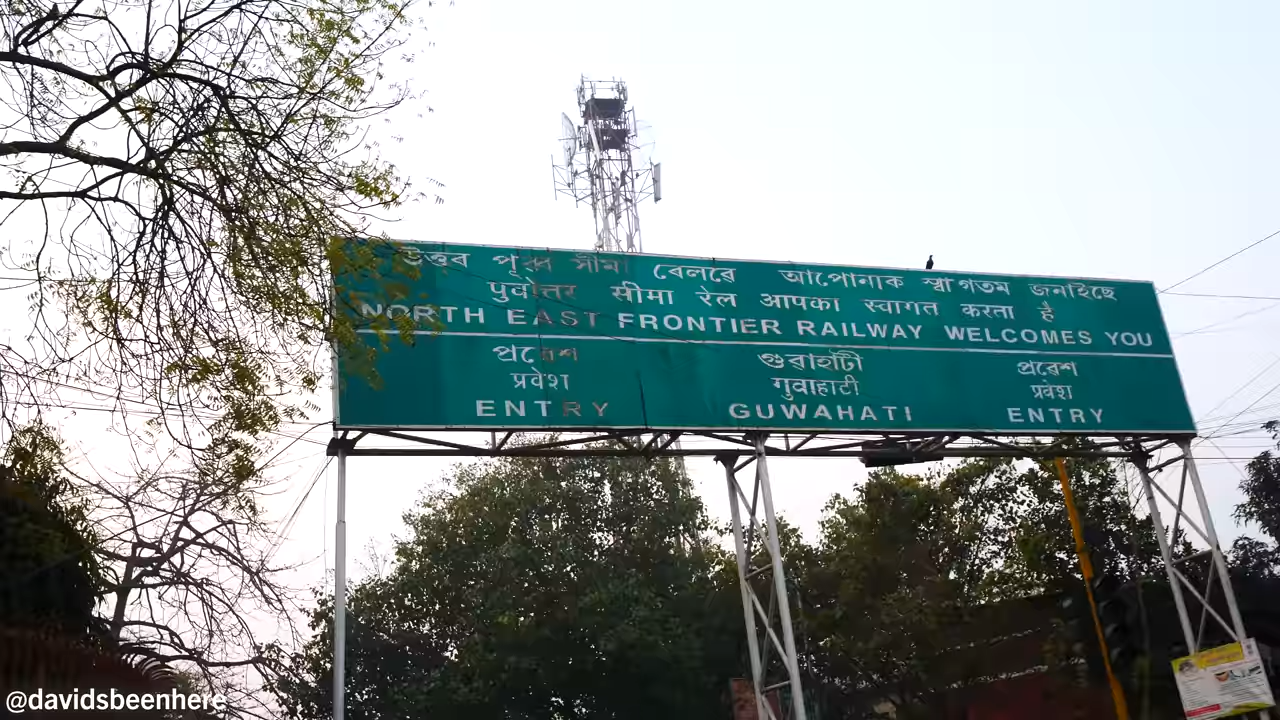 উত্তৰ পূৰ্ব্ব সীমা ৰেলৱে আপোনাক স্বাগতম জনাইছে
पुर्वोत्तर सीमा रेल आपका स्वागत करता है
NORTH EAST FRONTIER RAILWAY WELCOMES YOU
প্ৰৱেশ গুৱাহাটী প্ৰৱেশ
प्रवेश गुवाहाटी प्रवेश
ENTRY GUWAHATI ENTRY
@davidsbeenhere